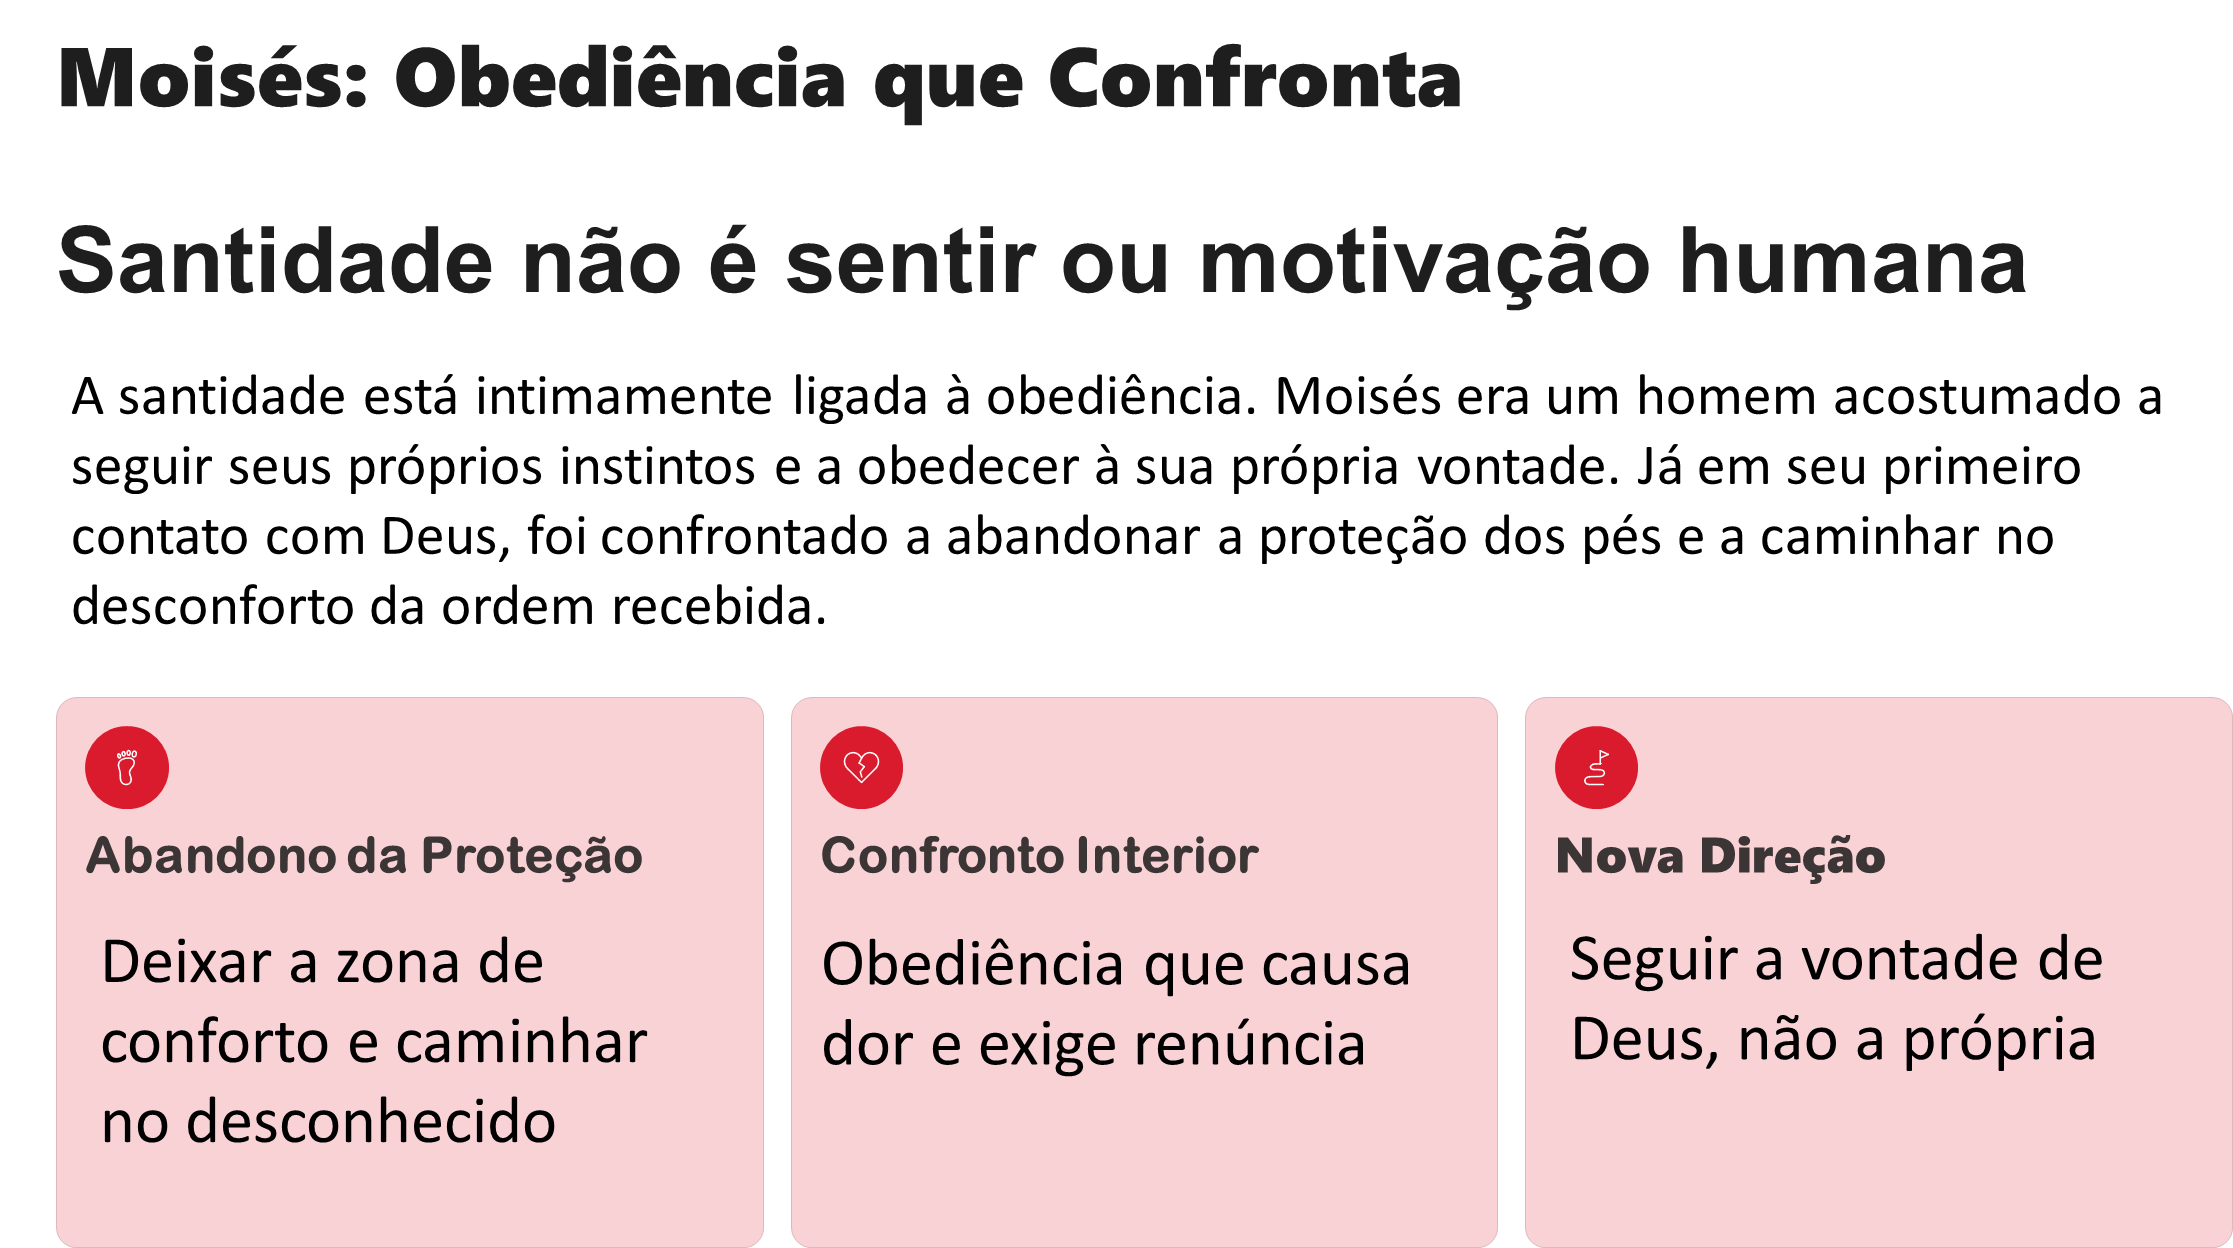 Moisés: Obediência que Confronta
Santidade não é sentir ou motivação humana
A santidade está intimamente ligada à obediência. Moisés era um homem acostumado a
seguir seus próprios instintos e a obedecer à sua própria vontade. Já em seu primeiro
contato com Deus, foi confrontado a abandonar a proteção dos pés e a caminhar no
desconforto da ordem recebida.
Abandono da Proteção
Deixar a zona de
conforto e caminhar
no desconhecido
Confronto Interior
Obediência que causa
dor e exige renúncia
Nova Direção
Seguir a vontade de
Deus, não a própria